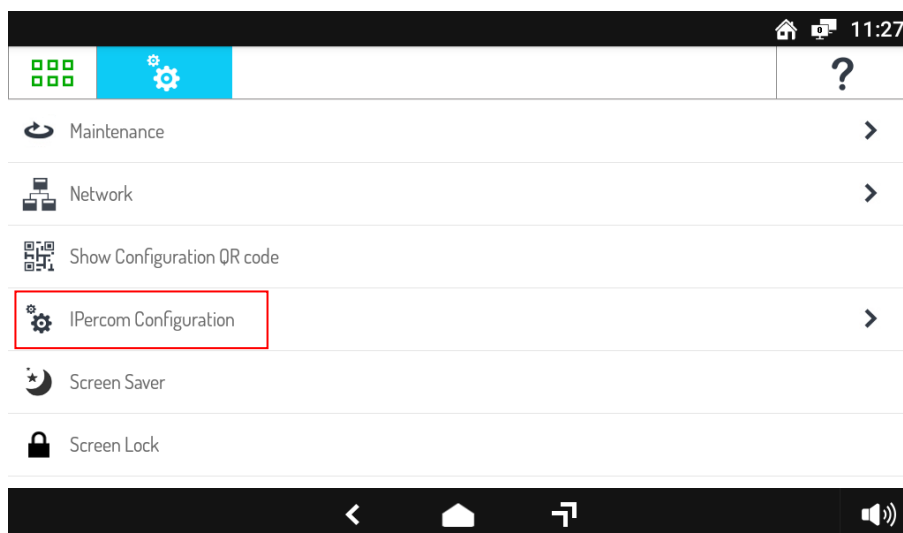 11:27
?
Maintenance
Network
Show Configuration QR code
IPercom Configuration
Screen Saver
Screen Lock